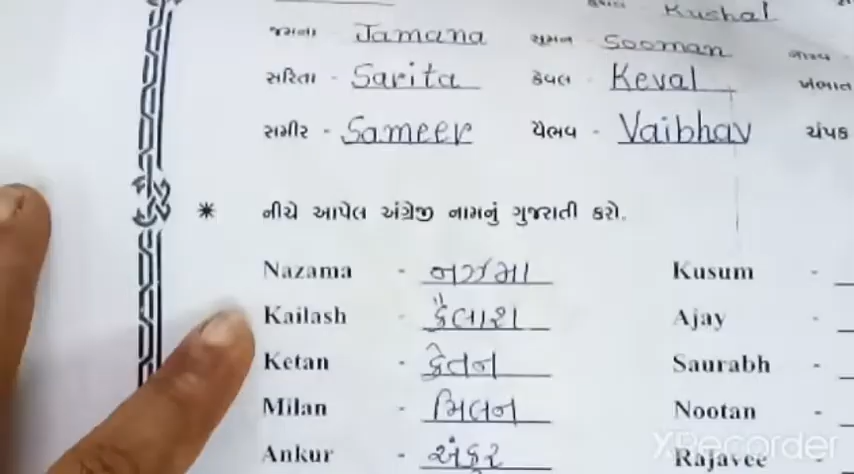 Kushal
જમના Jamana સુમન Sooman
સરિતા - Sarita કેવલ - Keval ખંભાત
સમીર - Sameer વૈભવ - Vaibhav ચંપક
* નીચે આપેલ અંગ્રેજી નામનું ગુજરાતી કરો.
Nazama - નઝમા Kusum -
Kailash - કૈલાશ Ajay -
Ketan - કેતન Saurabh -
Milan - મિલન Nootan -
Ankur - અંકુર Rajavee -
XRecorder